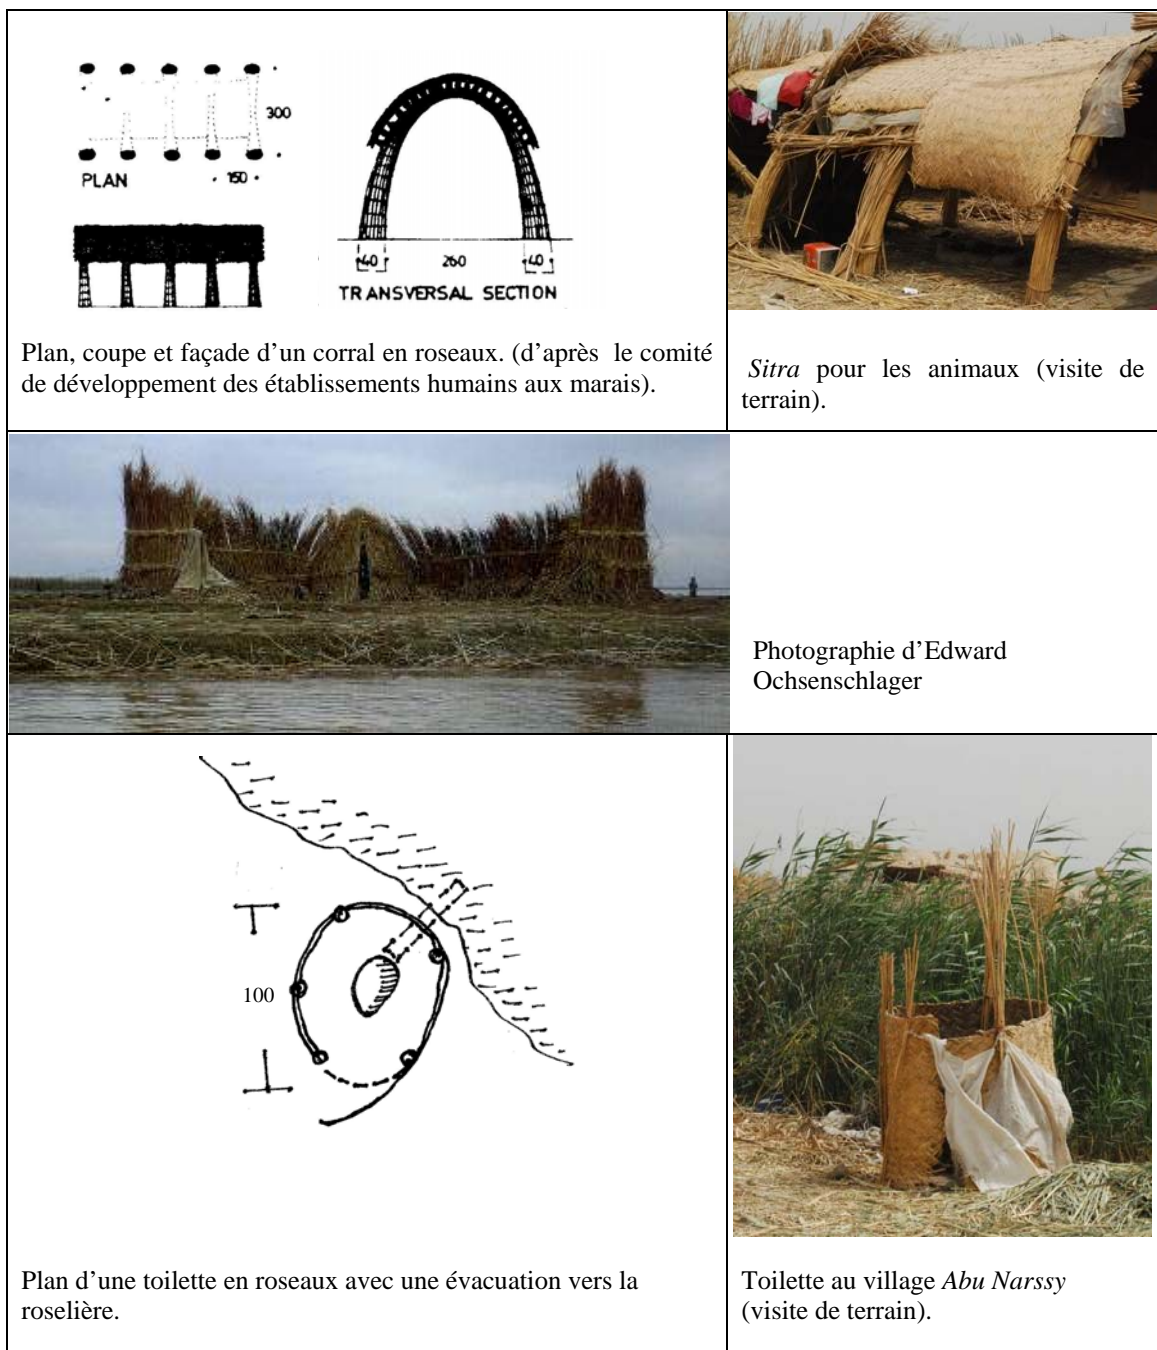 300
PLAN
150
40 260 40
TRANSVERSAL SECTION
Plan, coupe et façade d’un corral en roseaux. (d’après le comité
de développement des établissements humains aux marais).
Sitra pour les animaux (visite de
terrain).
Photographie d’Edward
Ochsenschlager
100
Plan d’une toilette en roseaux avec une évacuation vers la
roselière.
Toilette au village Abu Narssy
(visite de terrain).